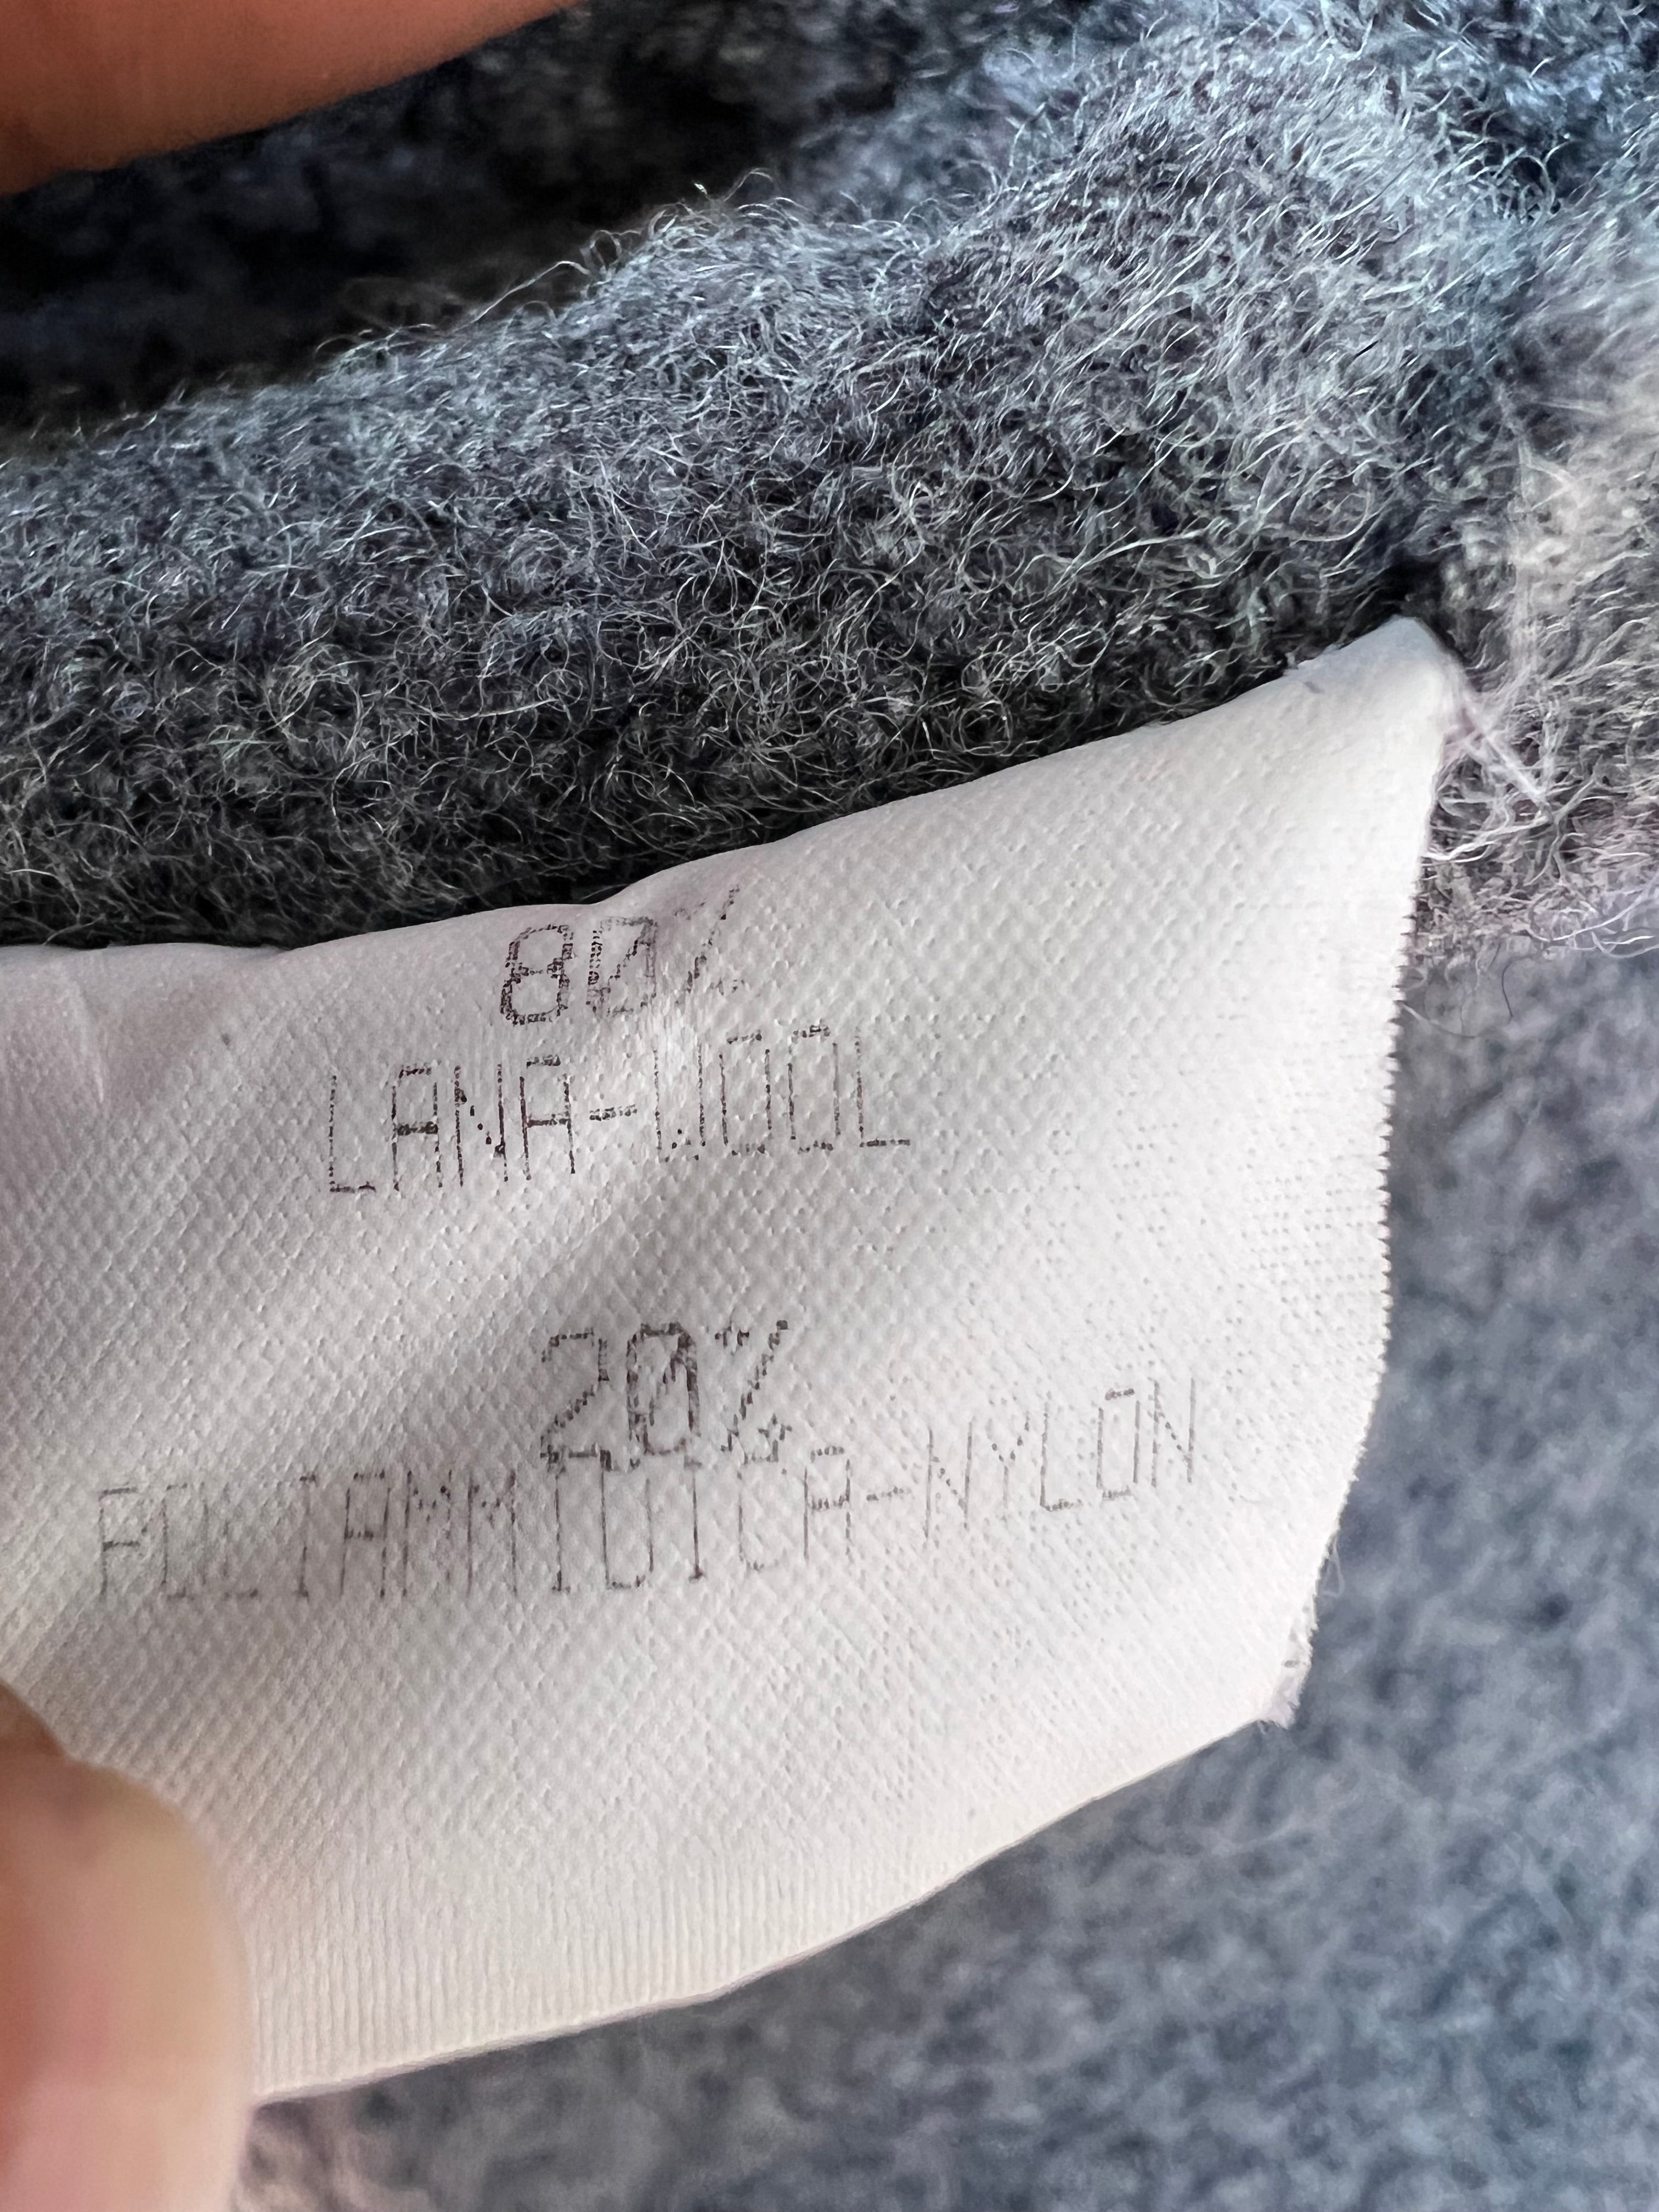 80%
LANA-WOOL
20%
POLIAMMIDICA-NYLON